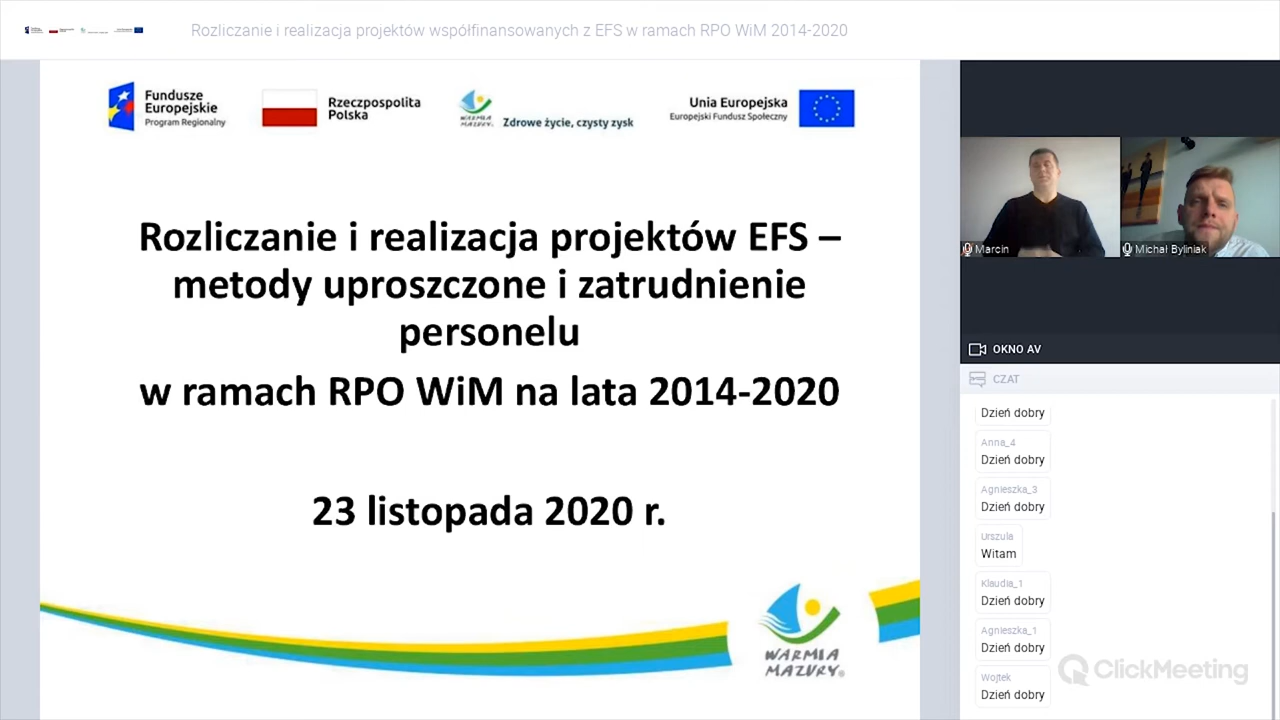 Rozliczanie i realizacja projektów współfinansowanych z EFS w ramach RPO WiM 2014-2020
Fundusze
Europejskie
Program Regionalny
Rzeczpospolita
Polska
WARMIA
MAZURY
Zdrowe życie, czysty zysk
Unia Europejska
Europejski Fundusz Społeczny
Rozliczanie i realizacja projektów EFS –
metody uproszczone i zatrudnienie
personelu
w ramach RPO WiM na lata 2014-2020
23 listopada 2020 r.
WARMIA
MAZURY®
Marcin
Michał Byliniak
OKNO AV
CZAT
Dzień dobry
Anna_4
Dzień dobry
Agnieszka_3
Dzień dobry
Urszula
Witam
Klaudia_1
Dzień dobry
Agnieszka_1
Dzień dobry
Wojtek
Dzień dobry
ClickMeeting